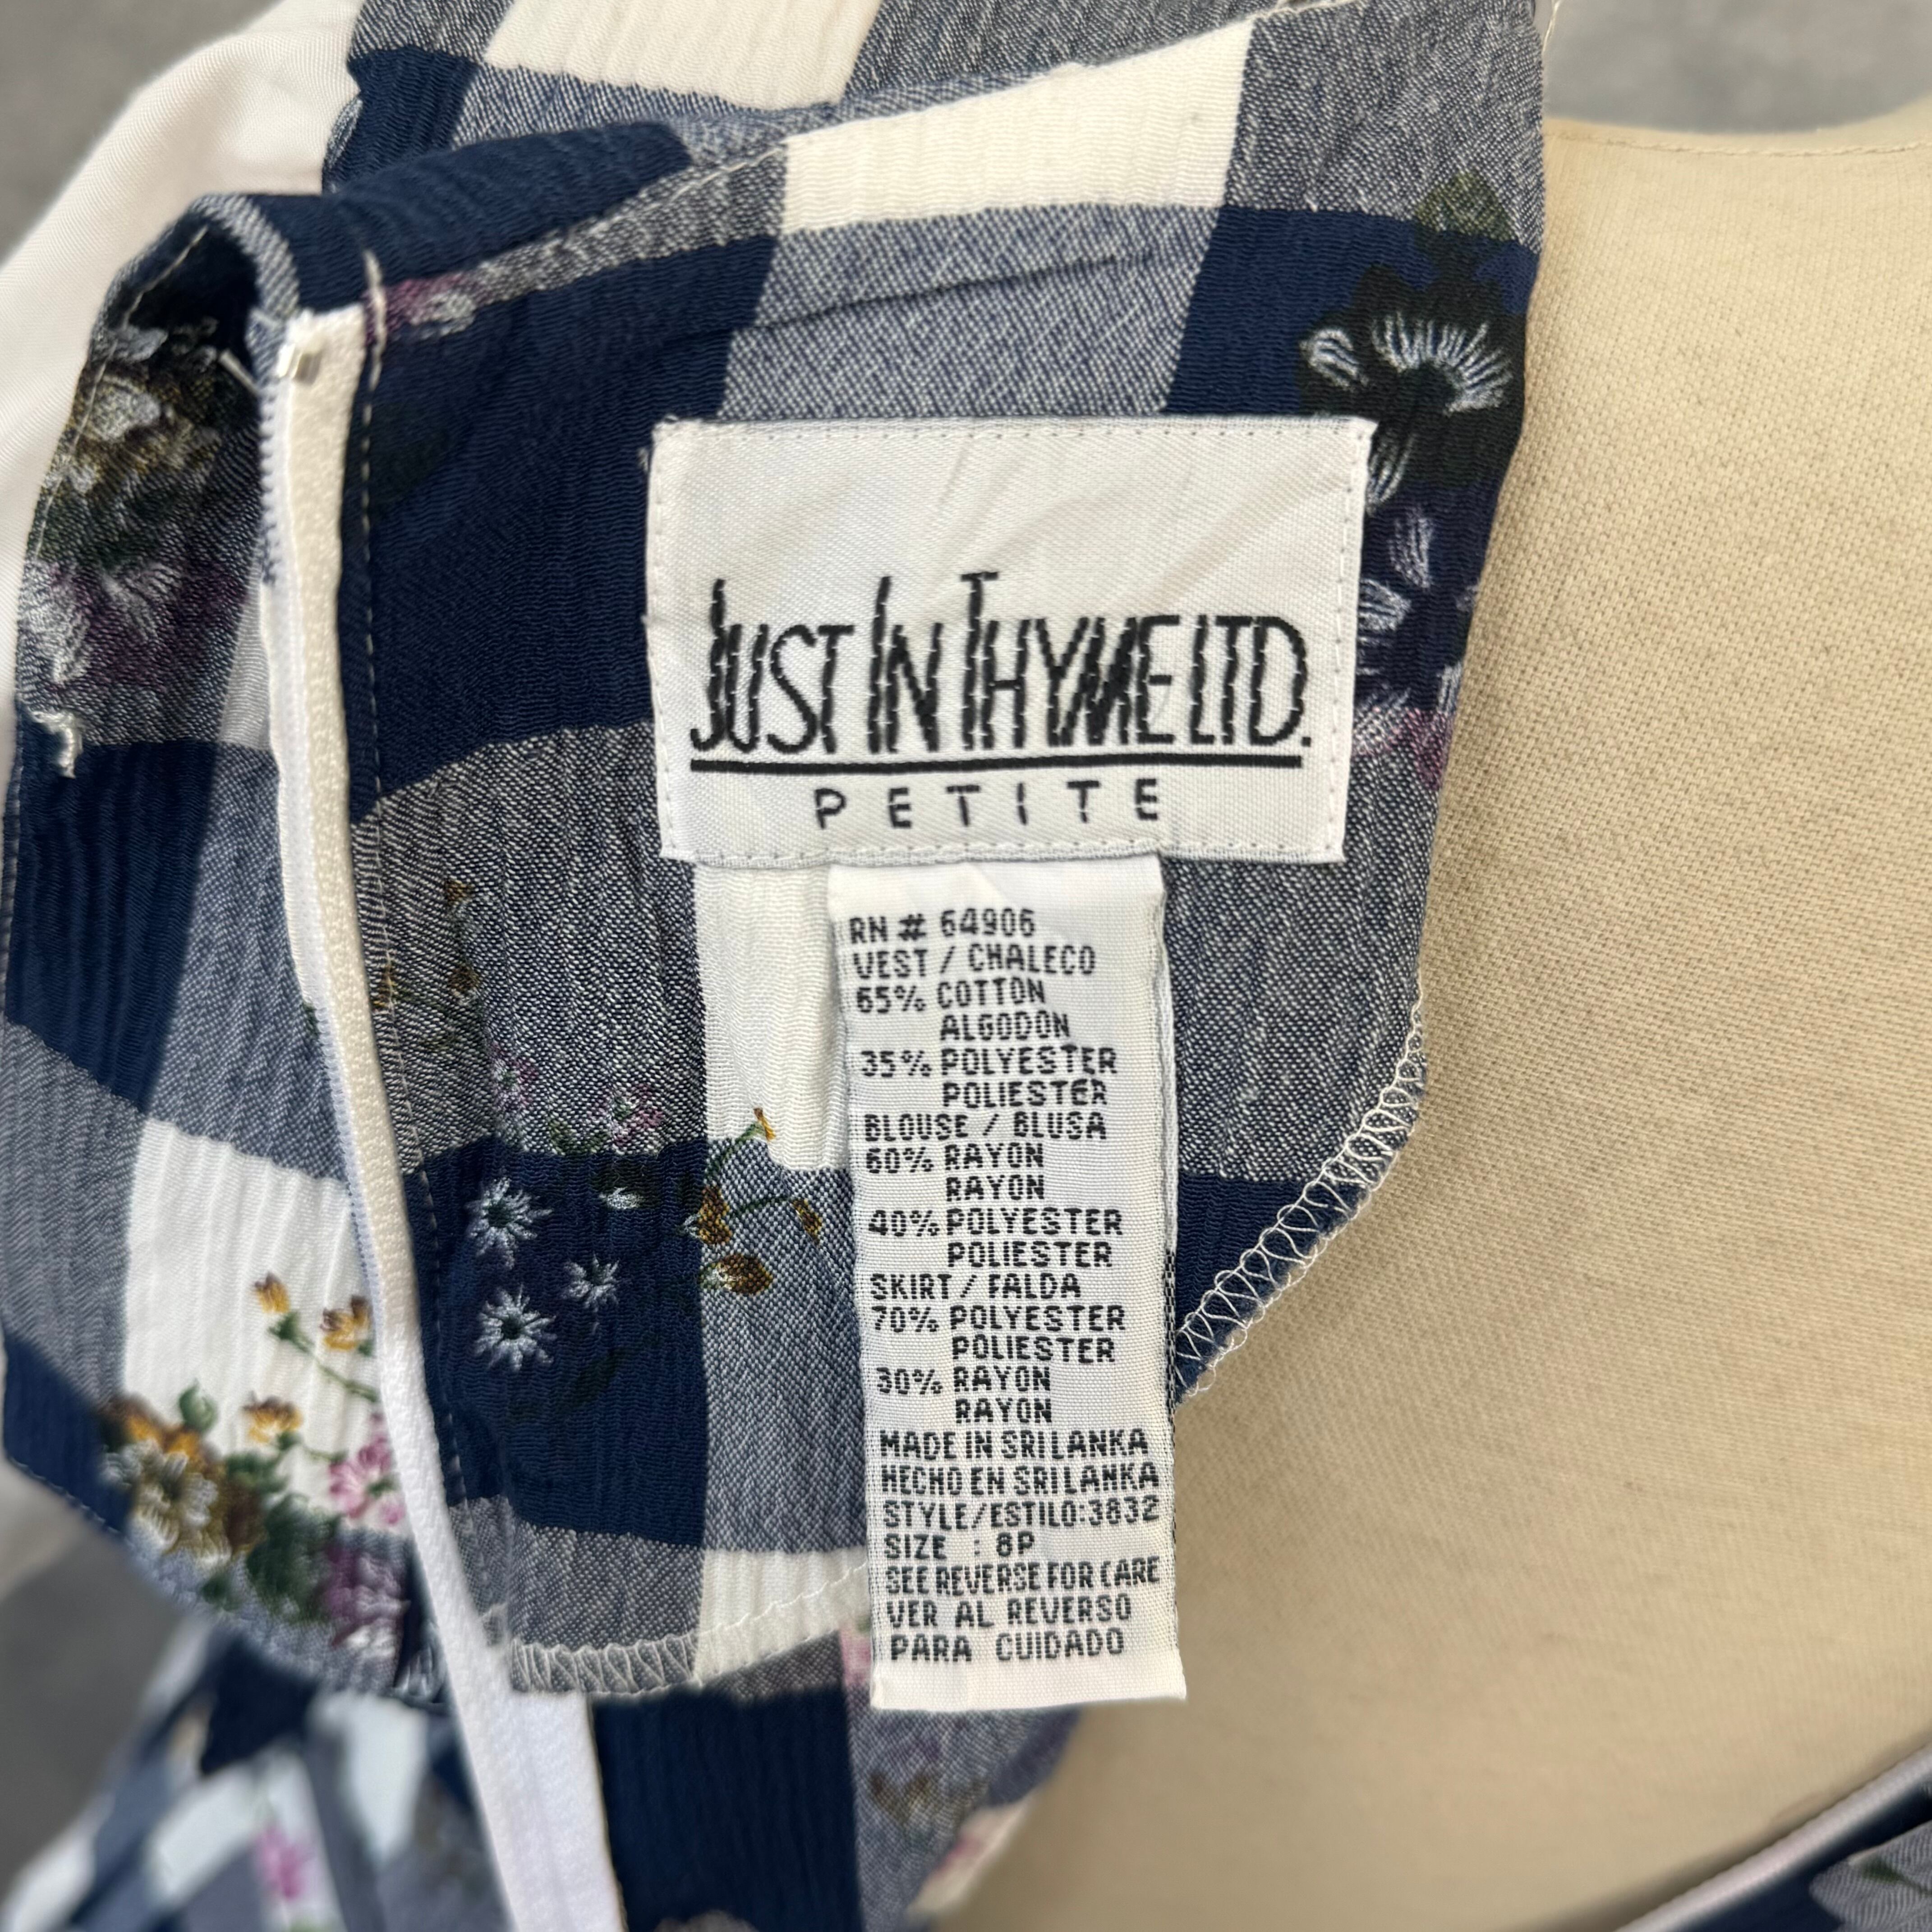 JUST IN THYME LTD.
PETITE
RN # 64906
VEST / CHALECO
65% COTTON
ALGODON
35% POLYESTER
POLIESTER
BLOUSE / BLUSA
60% RAYON
RAYON
40% POLYESTER
POLIESTER
SKIRT / FALDA
70% POLYESTER
POLIESTER
30% RAYON
RAYON
MADE IN SRI LANKA
HECHO EN SRI LANKA
STYLE/ESTILO:3832
SIZE : 8P
SEE REVERSE FOR CARE
VER AL REVERSO
PARA CUIDADO